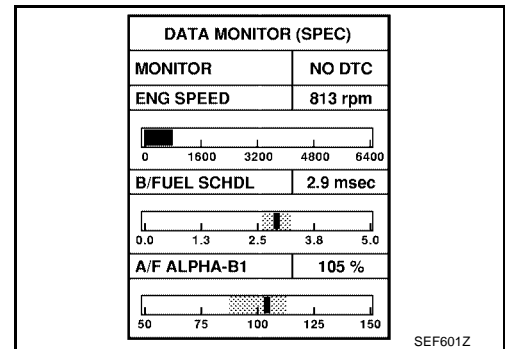 DATA MONITOR (SPEC)
MONITOR NO DTC
ENG SPEED 813 rpm
0 1600 3200 4800 6400
B/FUEL SCHDL 2.9 msec
0.0 1.3 2.5 3.8 5.0
A/F ALPHA-B1 105 %
50 75 100 125 150
SEF601Z